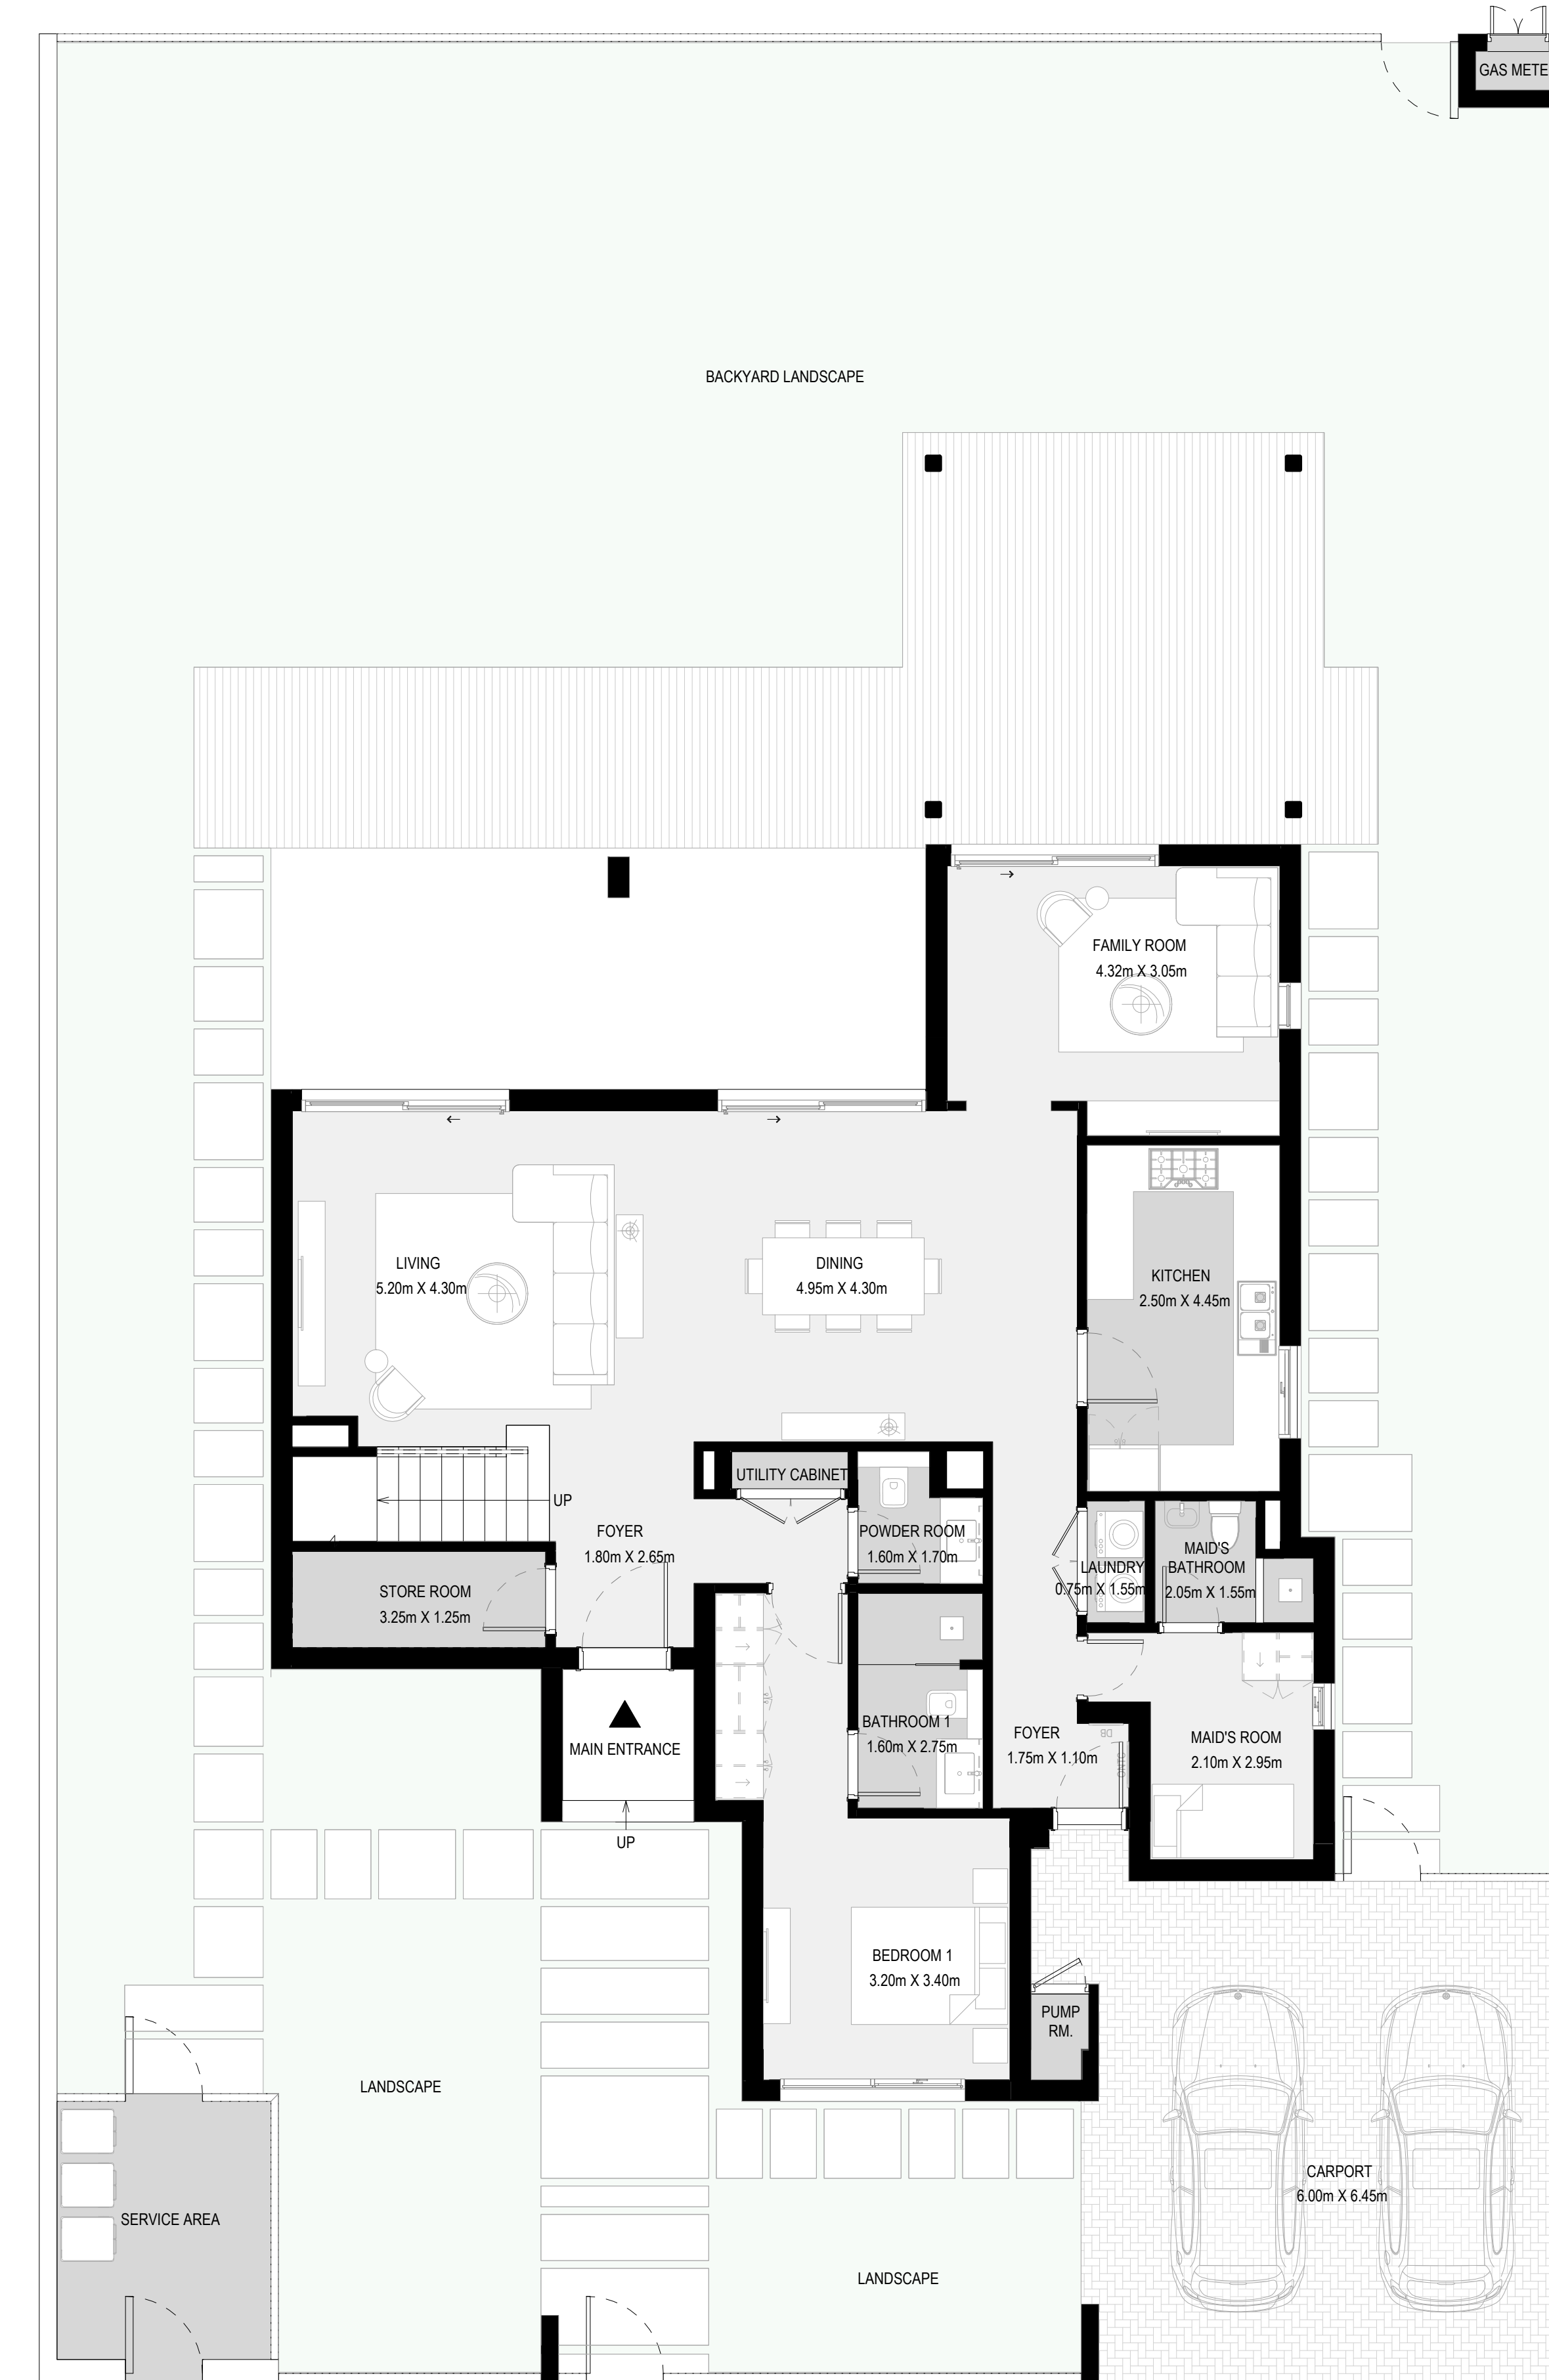 GAS METE
BACKYARD LANDSCAPE
FAMILY ROOM
4.32m X 3.05m
LIVING
5.20m X 4.30m
DINING
4.95m X 4.30m
KITCHEN
2.50m X 4.45m
UTILITY CABINET
UP
FOYER
1.80m X 2.65m
POWDER ROOM
1.60m X 1.70m
LAUNDRY
0.75m X 1.55m
MAID'S
BATHROOM
2.05m X 1.55m
STORE ROOM
3.25m X 1.25m
MAIN ENTRANCE
UP
BATHROOM 1
1.60m X 2.75m
FOYER
1.75m X 1.10m
DB
MAID'S ROOM
2.10m X 2.95m
BEDROOM 1
3.20m X 3.40m
PUMP
RM.
LANDSCAPE
CARPORT
6.00m X 6.45m
SERVICE AREA
LANDSCAPE